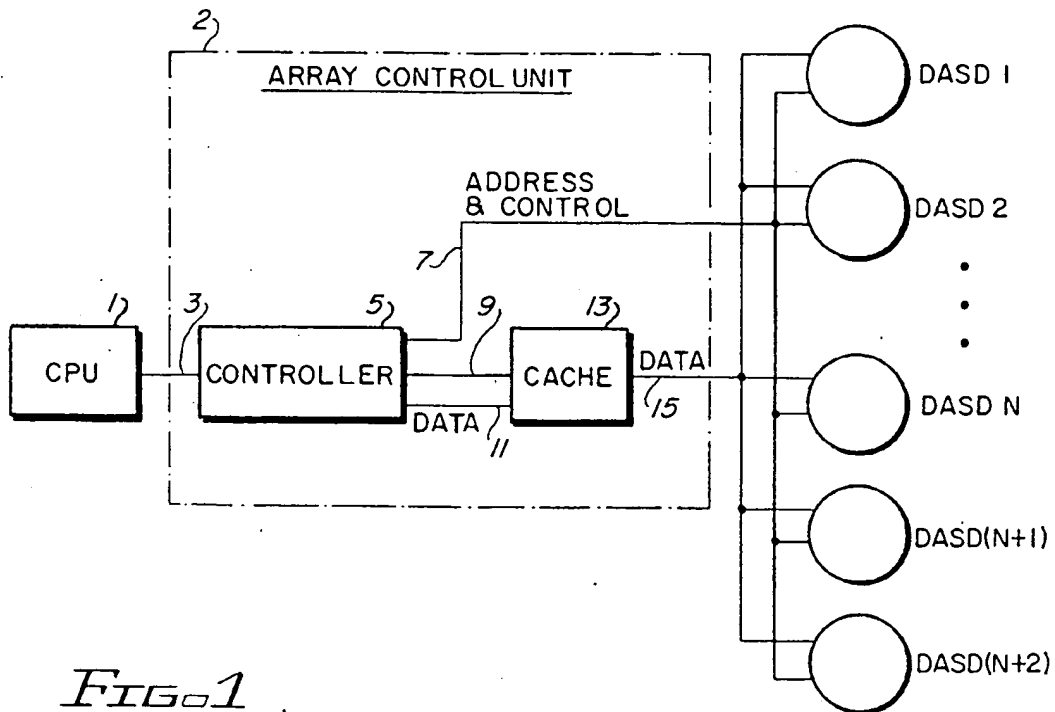 2
ARRAY CONTROL UNIT
DASD 1
ADDRESS
& CONTROL
DASD 2
7
1
3
5
9
13
CPU
CONTROLLER
CACHE
DATA
15
DATA
11
DASD N
DASD(N+1)
DASD(N+2)
FIG. 1